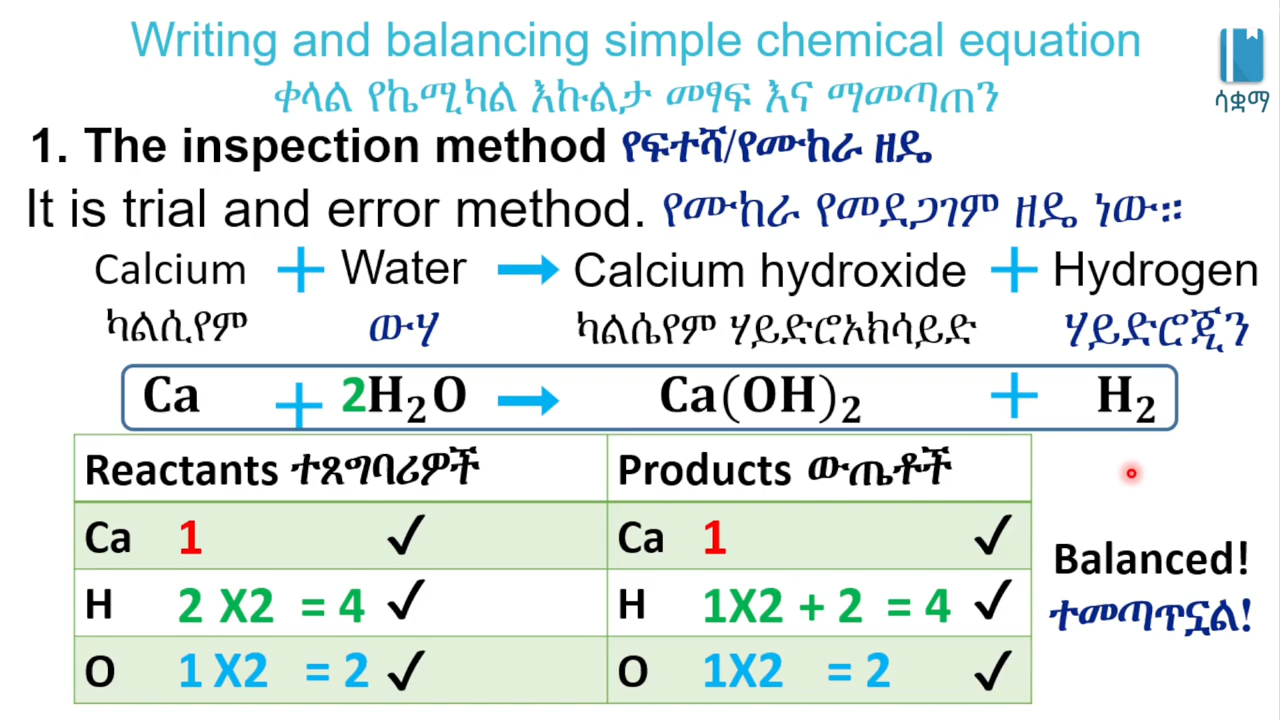 Writing and balancing simple chemical equation
ቀላል የኬሚካል እኩልታ መፃፍ እና ማመጣጠን
ሳቋማ
1. The inspection method የፍተሻ/የሙከራ ዘዴ
It is trial and error method. የሙከራ የመደጋገም ዘዴ ነው።
Calcium + Water → Calcium hydroxide + Hydrogen
ካልሲየም ውሃ ካልሴየም ሃይድሮኦክሳይድ ሃይድሮጂን
Ca + 2H₂O → Ca(OH)₂ + H₂
Reactants ተጸግባሪዎች Products ውጤቶች
Ca 1 ✓ Ca 1 ✓
H 2 X2 = 4 ✓ H 1X2 + 2 = 4 ✓
O 1 X2 = 2 ✓ O 1X2 = 2 ✓
Balanced!
ተመጣጥኗል!